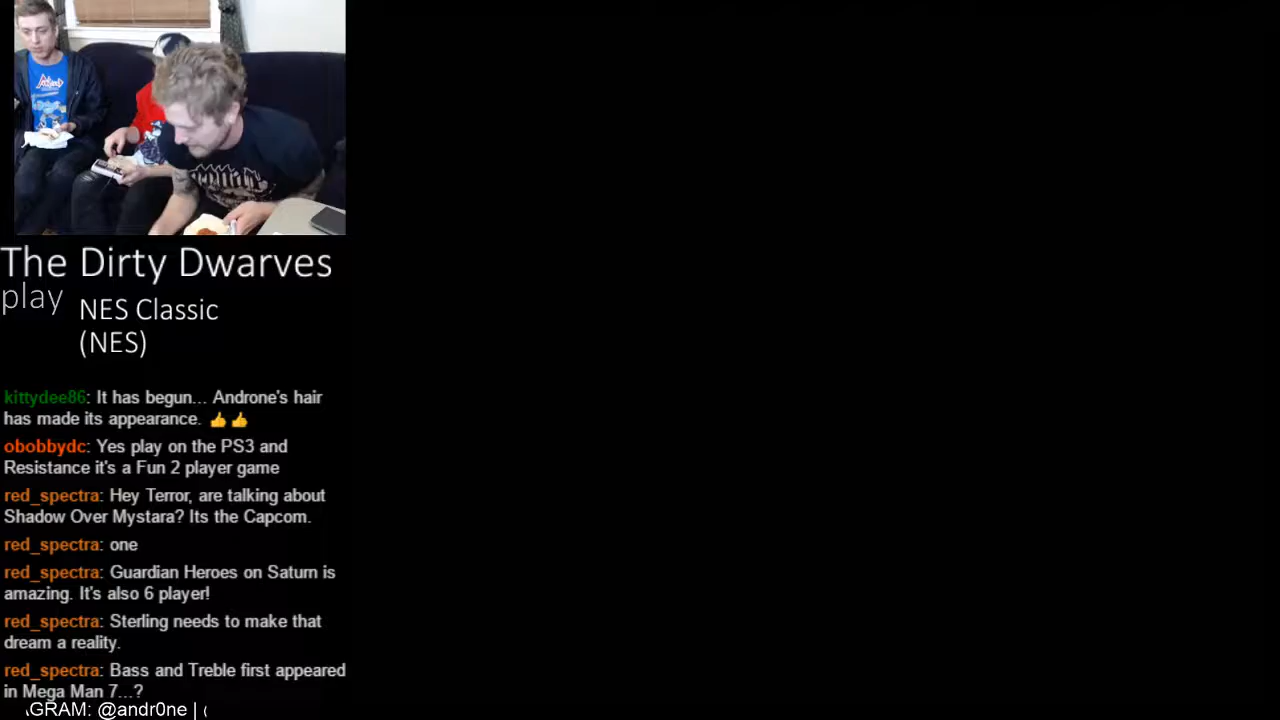 The Dirty Dwarves
play
NES Classic
(NES)
kittydee86: It has begun... Androne's hair
has made its appearance. 👍👍
obobbydc: Yes play on the PS3 and
Resistance it's a Fun 2 player game
red_spectra: Hey Terror, are talking about
Shadow Over Mystara? Its the Capcom.
red_spectra: one
red_spectra: Guardian Heroes on Saturn is
amazing. It's also 6 player!
red_spectra: Sterling needs to make that
dream a reality.
red_spectra: Bass and Treble first appeared
in Mega Man 7...?
GRAM: @andr0ne |